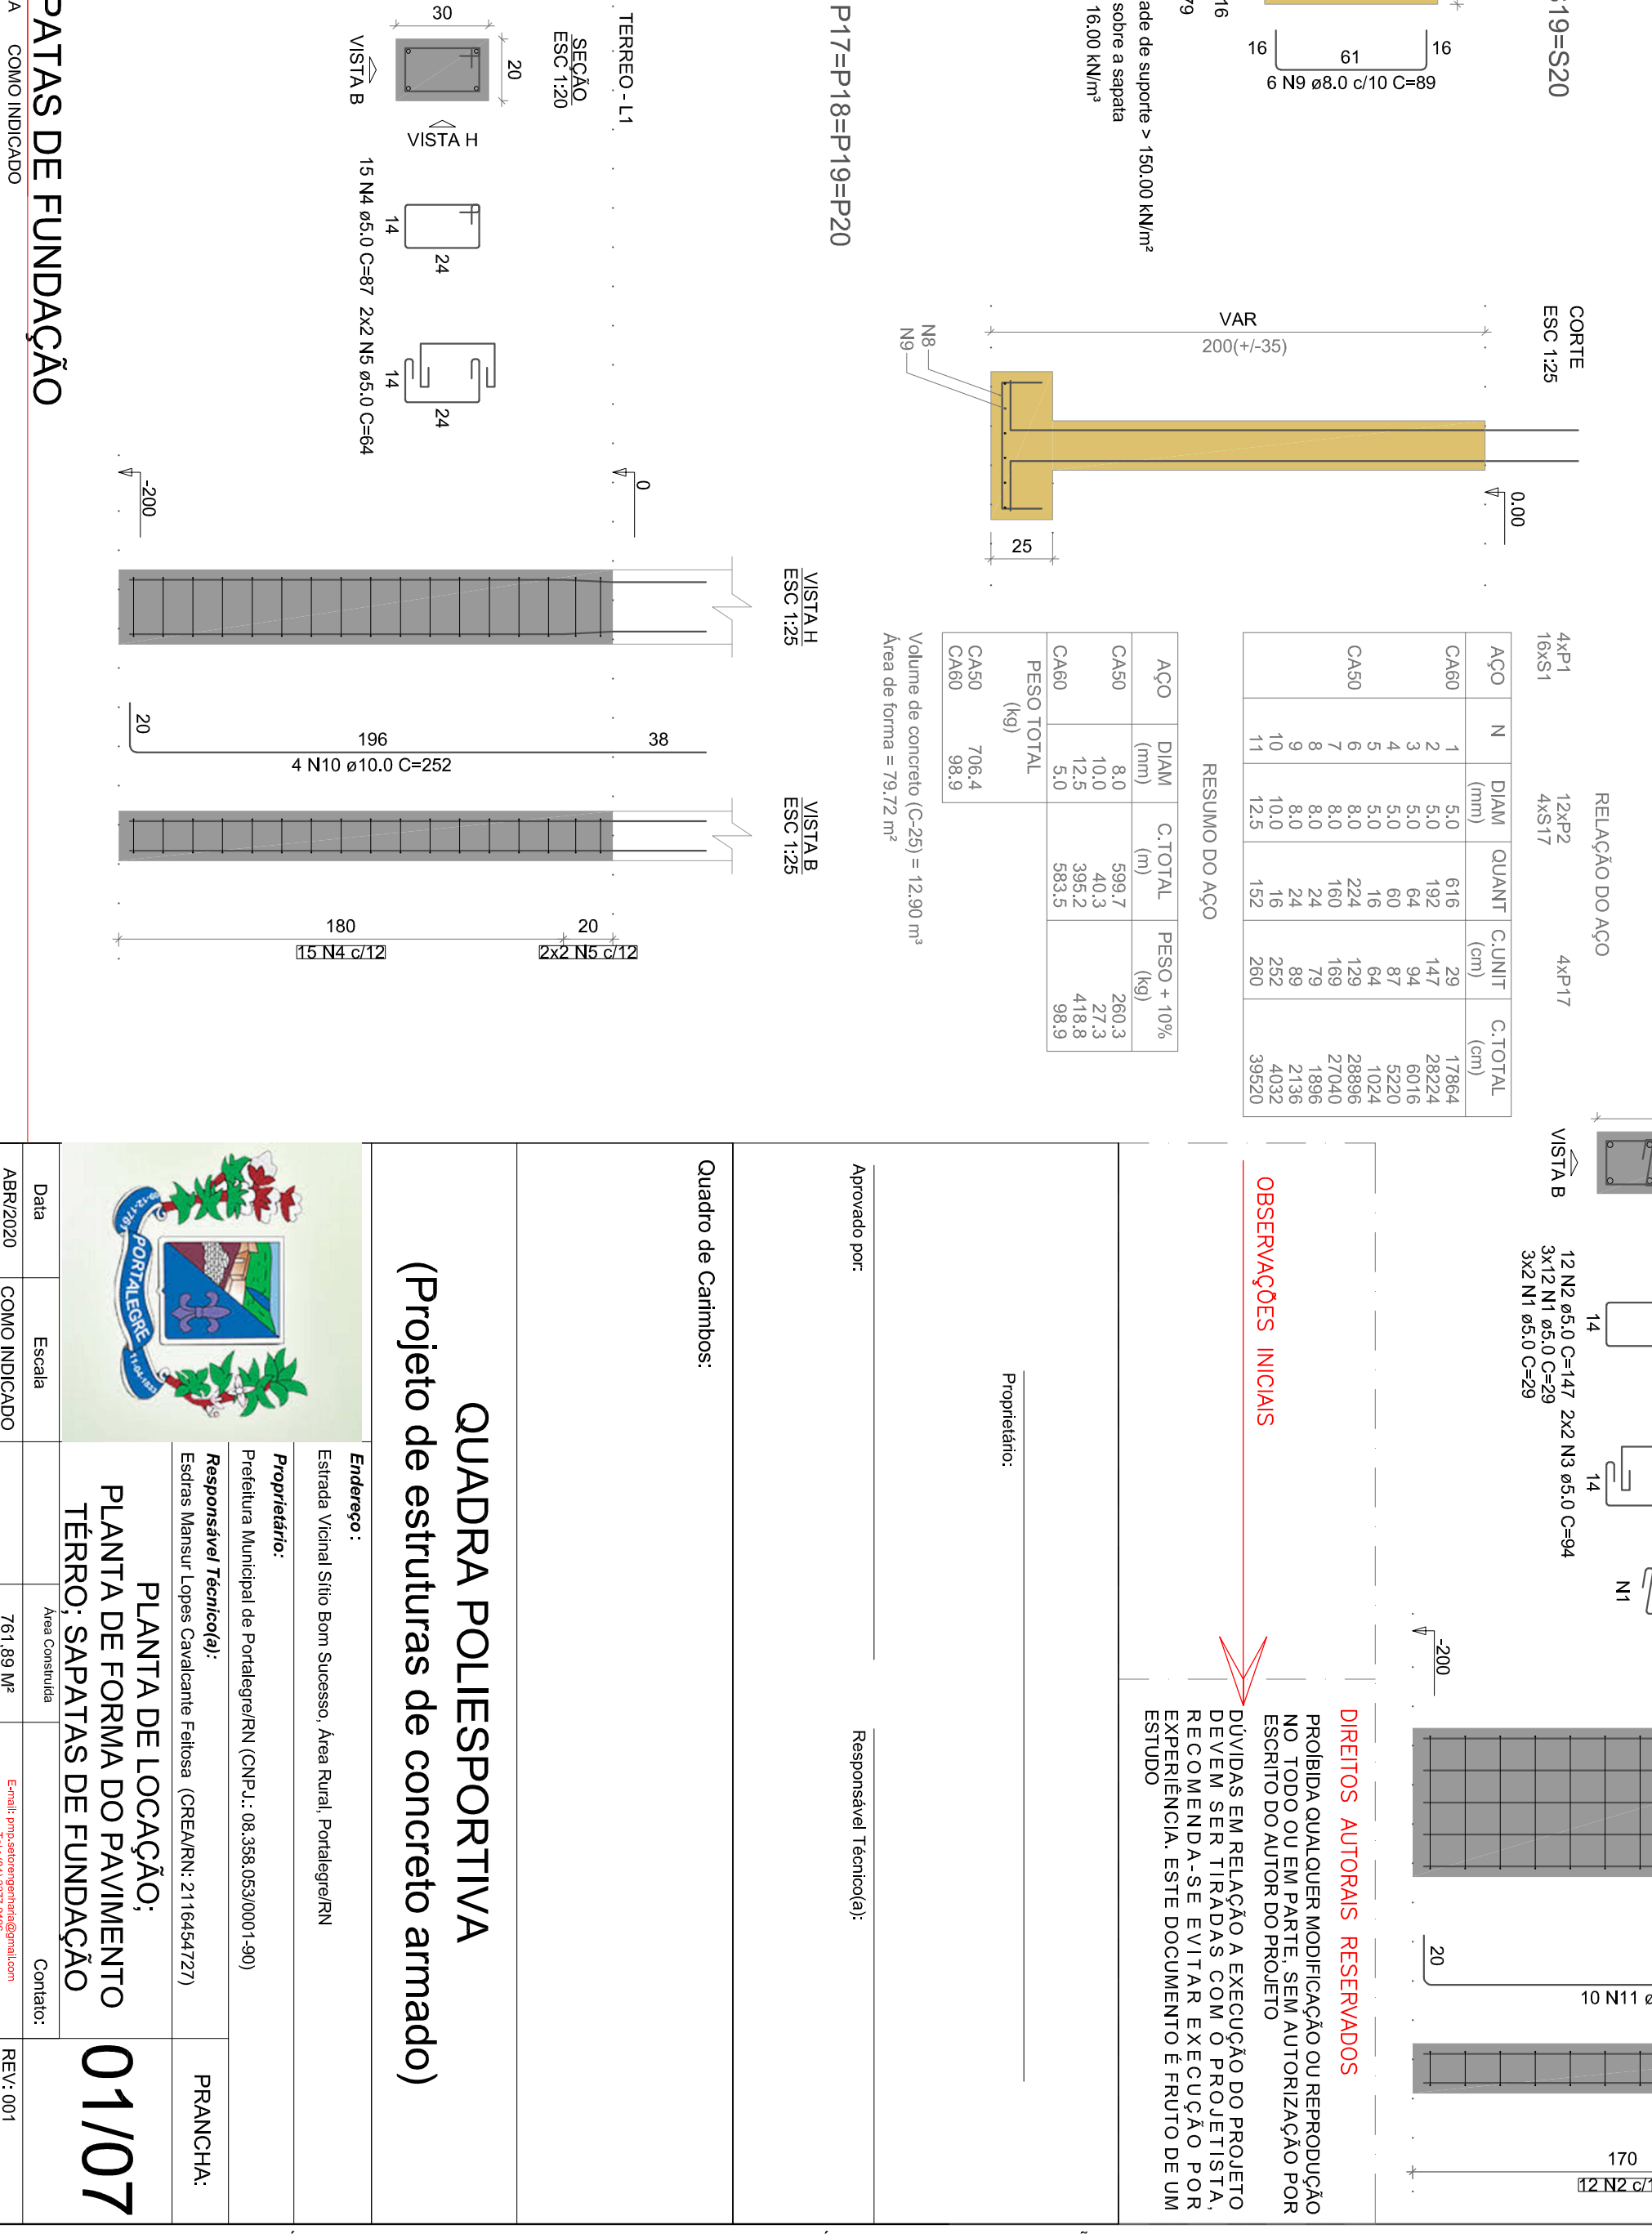 S19=S20
16
61
16
6 N9 ø8.0 c/10 C=89
16
79
ade de suporte > 150.00 kN/m²
sobre a sapata
16.00 kN/m³
CORTE
ESC 1:25
VAR
200(+/-35)
0.00
25
N8
N9
RELAÇÃO DO AÇO
4xP1 12xP2 4xP17
16xS1 4xS17
AÇO N DIAM (mm) QUANT C.UNIT (cm) C.TOTAL (cm)
CA60 1 5.0 616 29 17864
2 5.0 192 147 28224
3 5.0 64 94 6016
4 5.0 60 87 5220
5 5.0 16 64 1024
CA50 6 8.0 224 129 28896
7 8.0 160 169 27040
8 8.0 24 79 1896
9 8.0 24 89 2136
10 10.0 16 252 4032
11 12.5 152 260 39520
RESUMO DO AÇO
AÇO DIAM (mm) C.TOTAL (m) PESO + 10% (kg)
CA50 8.0 599.7 260.3
10.0 40.3 27.3
12.5 395.2 418.8
CA60 5.0 583.5 98.9
PESO TOTAL
(kg)
CA50 706.4
CA60 98.9
Volume de concreto (C-25) = 12.90 m³
Área de forma = 79.72 m²
P17=P18=P19=P20
TERREO - L1
SEÇÃO
ESC 1:20
30
20
VISTA B
VISTA H
14
24
15 N4 ø5.0 C=87
14
24
2x2 N5 ø5.0 C=64
0
-200
VISTA H
ESC 1:25
20
196
38
4 N10 ø10.0 C=252
VISTA B
ESC 1:25
180
20
15 N4 c/12
2x2 N5 c/12
PATAS DE FUNDAÇÃO
A COMO INDICADO
VISTA B
14
14
12 N2 ø5.0 C=147 2x2 N3 ø5.0 C=94
3x12 N1 ø5.0 C=29
3x2 N1 ø5.0 C=29
N1
-200
20
10 N11 ø
170
12 N2 c/1
OBSERVAÇÕES INICIAIS
DIREITOS AUTORAIS RESERVADOS
PROÍBIDA QUALQUER MODIFICAÇÃO OU REPRODUÇÃO
NO TODO OU EM PARTE, SEM AUTORIZAÇÃO POR
ESCRITO DO AUTOR DO PROJETO
DÚVIDAS EM RELAÇÃO A EXECUÇÃO DO PROJETO
DEVEM SER TIRADAS COM O PROJETISTA,
RECOMENDA-SE EVITAR EXECUÇÃO POR
EXPERIÊNCIA. ESTE DOCUMENTO É FRUTO DE UM
ESTUDO
Proprietário:
Aprovado por:
Responsável Técnico(a):
Quadro de Carimbos:
QUADRA POLIESPORTIVA
(Projeto de estruturas de concreto armado)
Endereço:
Estrada Vicinal Sítio Bom Sucesso, Área Rural, Portalegre/RN
Proprietário:
Prefeitura Municipal de Portalegre/RN (CNPJ.: 08.358.053/0001-90)
Responsável Técnico(a):
Esdras Mansur Lopes Cavalcante Feitosa (CREA/RN: 2116454727)
PORTALEGRE
11-04-1833
PLANTA DE LOCAÇÃO;
PLANTA DE FORMA DO PAVIMENTO
TÉRRO; SAPATAS DE FUNDAÇÃO
PRANCHA:
01/07
Data
ABR/2020
Escala
COMO INDICADO
Área Construída
761,89 M²
Contato:
E-mail: pmp.setorengenharia@gmail.com
REV: 001